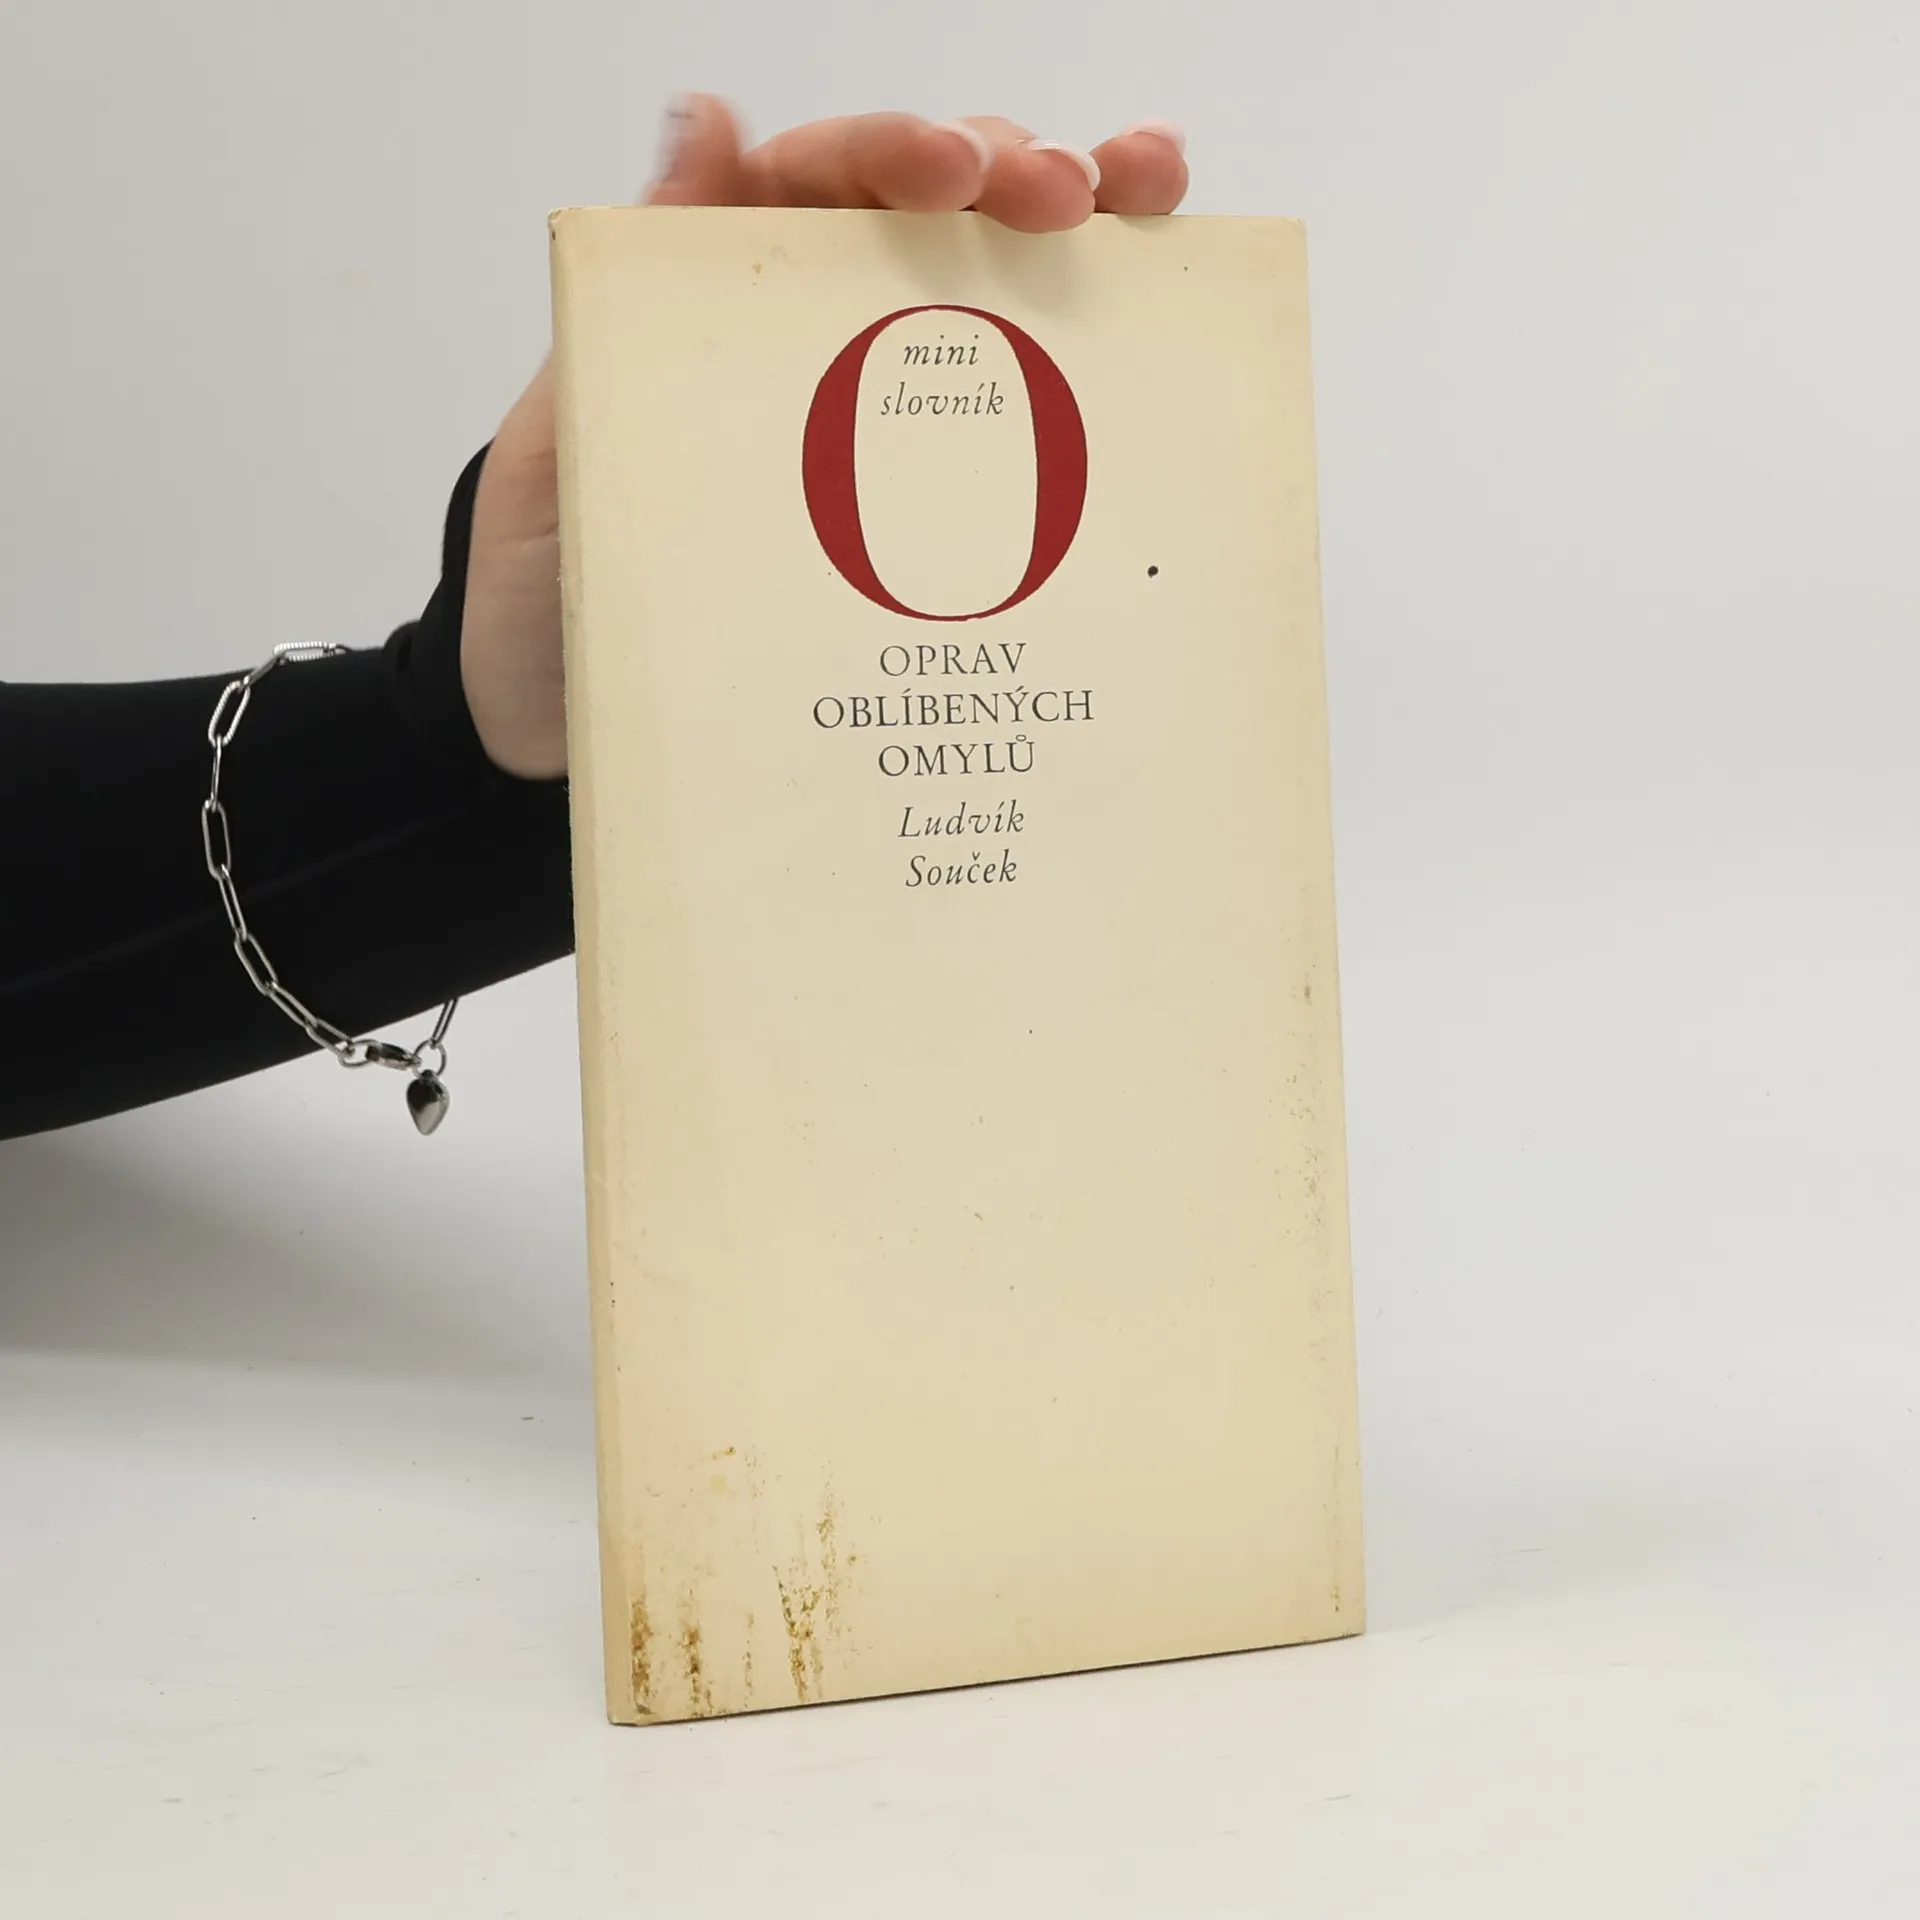 mini
slovník
O
OPRAV
OBLÍBENÝCH
OMYLŮ
Ludvík
Souček